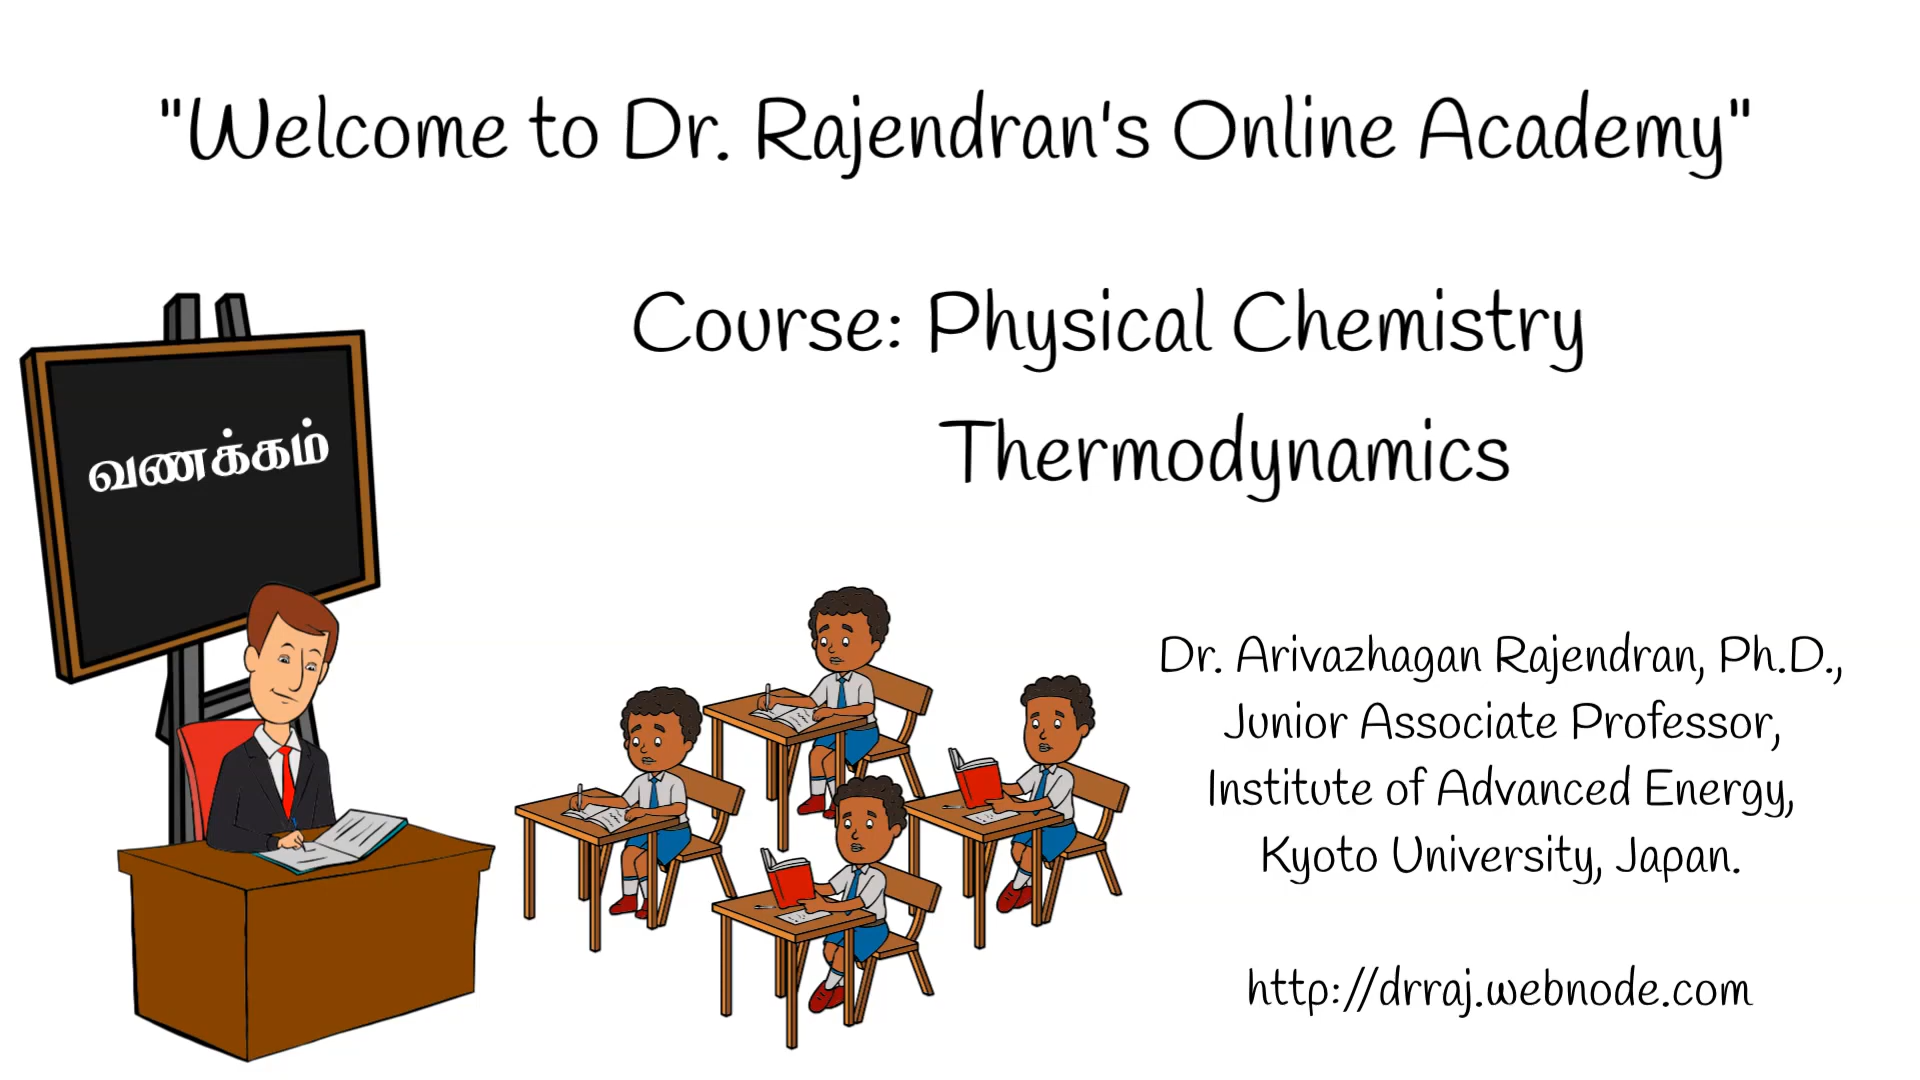 "Welcome to Dr. Rajendran's Online Academy"
Course: Physical Chemistry
Thermodynamics
வணக்கம்
Dr. Arivazhagan Rajendran, Ph.D.,
Junior Associate Professor,
Institute of Advanced Energy,
Kyoto University, Japan.
http://drraj.webnode.com